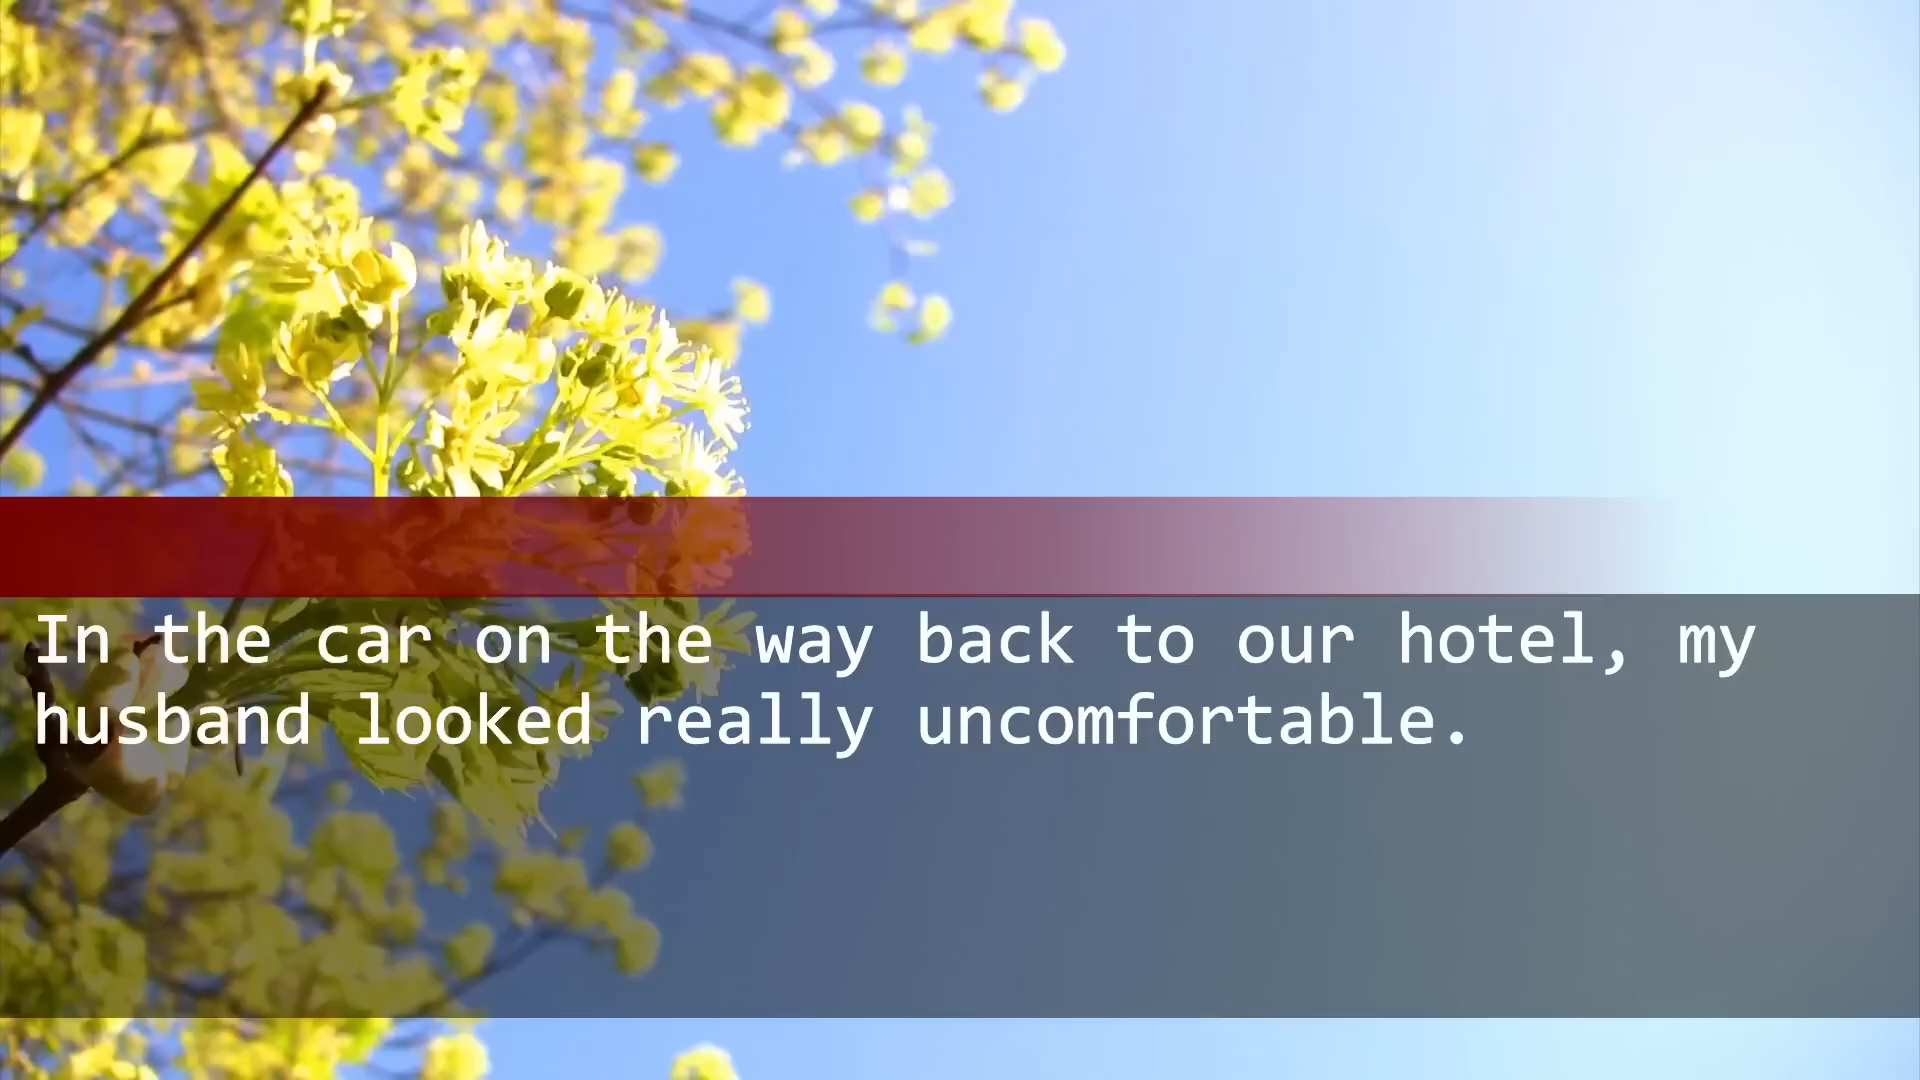 In the car on the way back to our hotel, my
husband looked really uncomfortable.